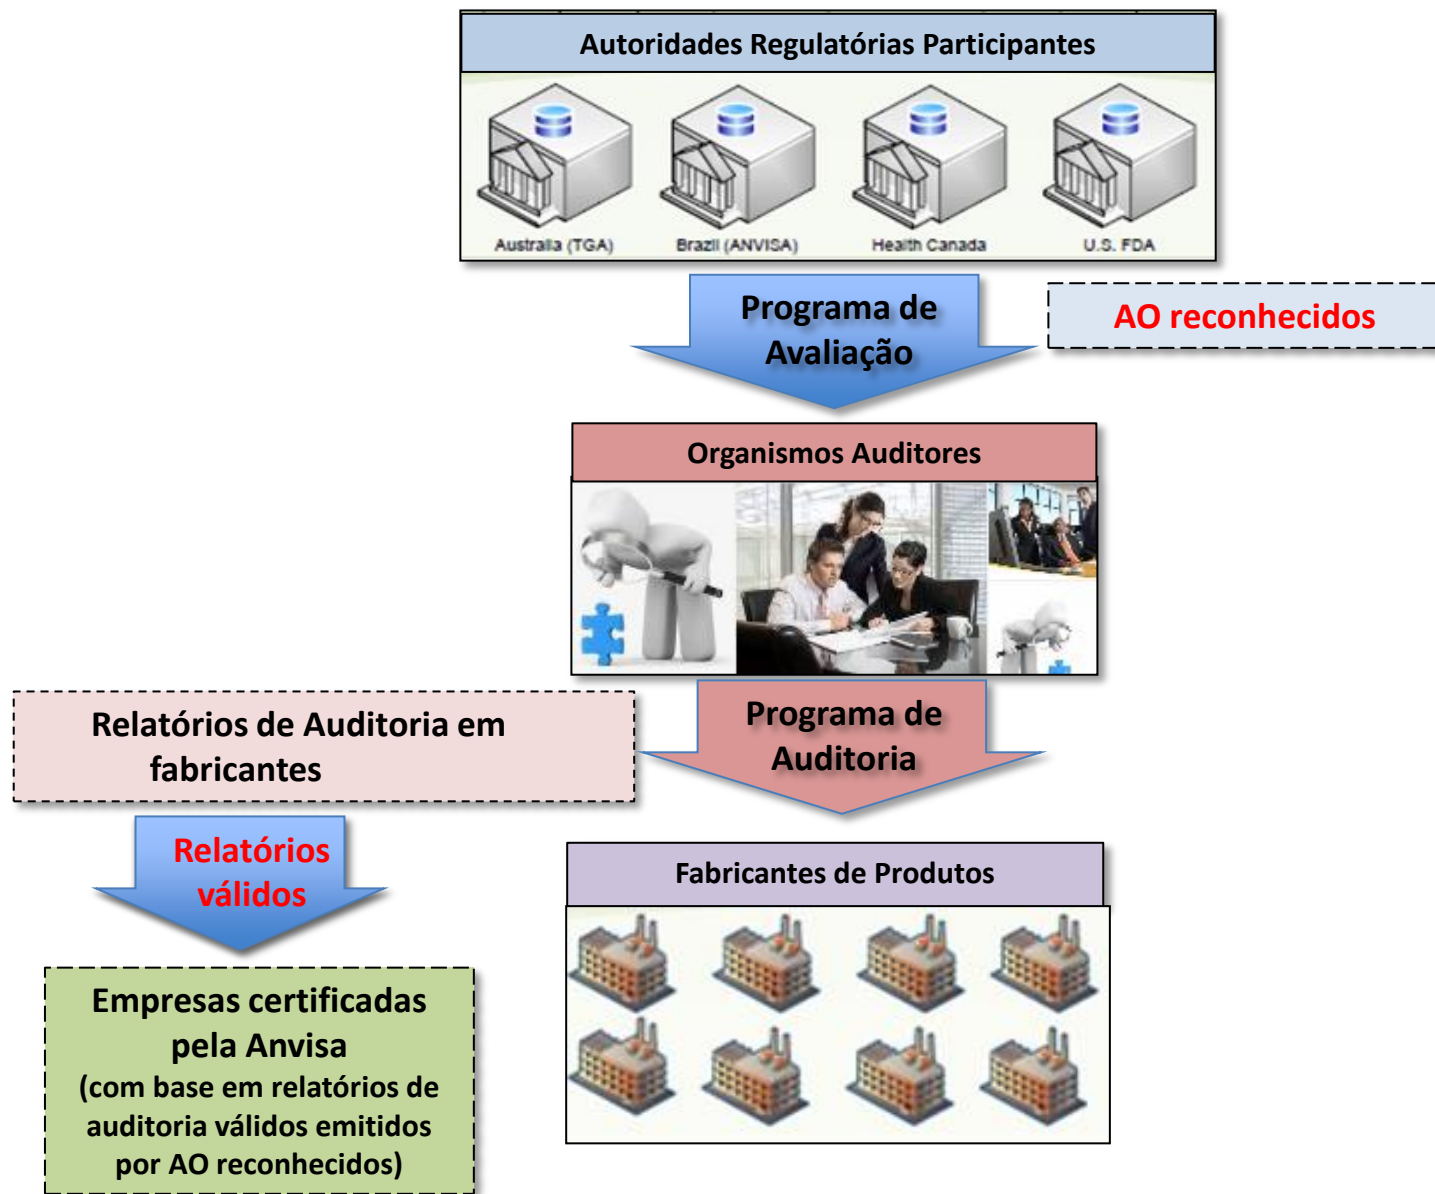 Autoridades Regulatórias Participantes
Australia (TGA)
Brazil (ANVISA)
Health Canada
U.S. FDA
Programa de
Avaliação
AO reconhecidos
Organismos Auditores
Relatórios de Auditoria em
fabricantes
Programa de
Auditoria
Relatórios
válidos
Fabricantes de Produtos
Empresas certificadas
pela Anvisa
(com base em relatórios de
auditoria válidos emitidos
por AO reconhecidos)